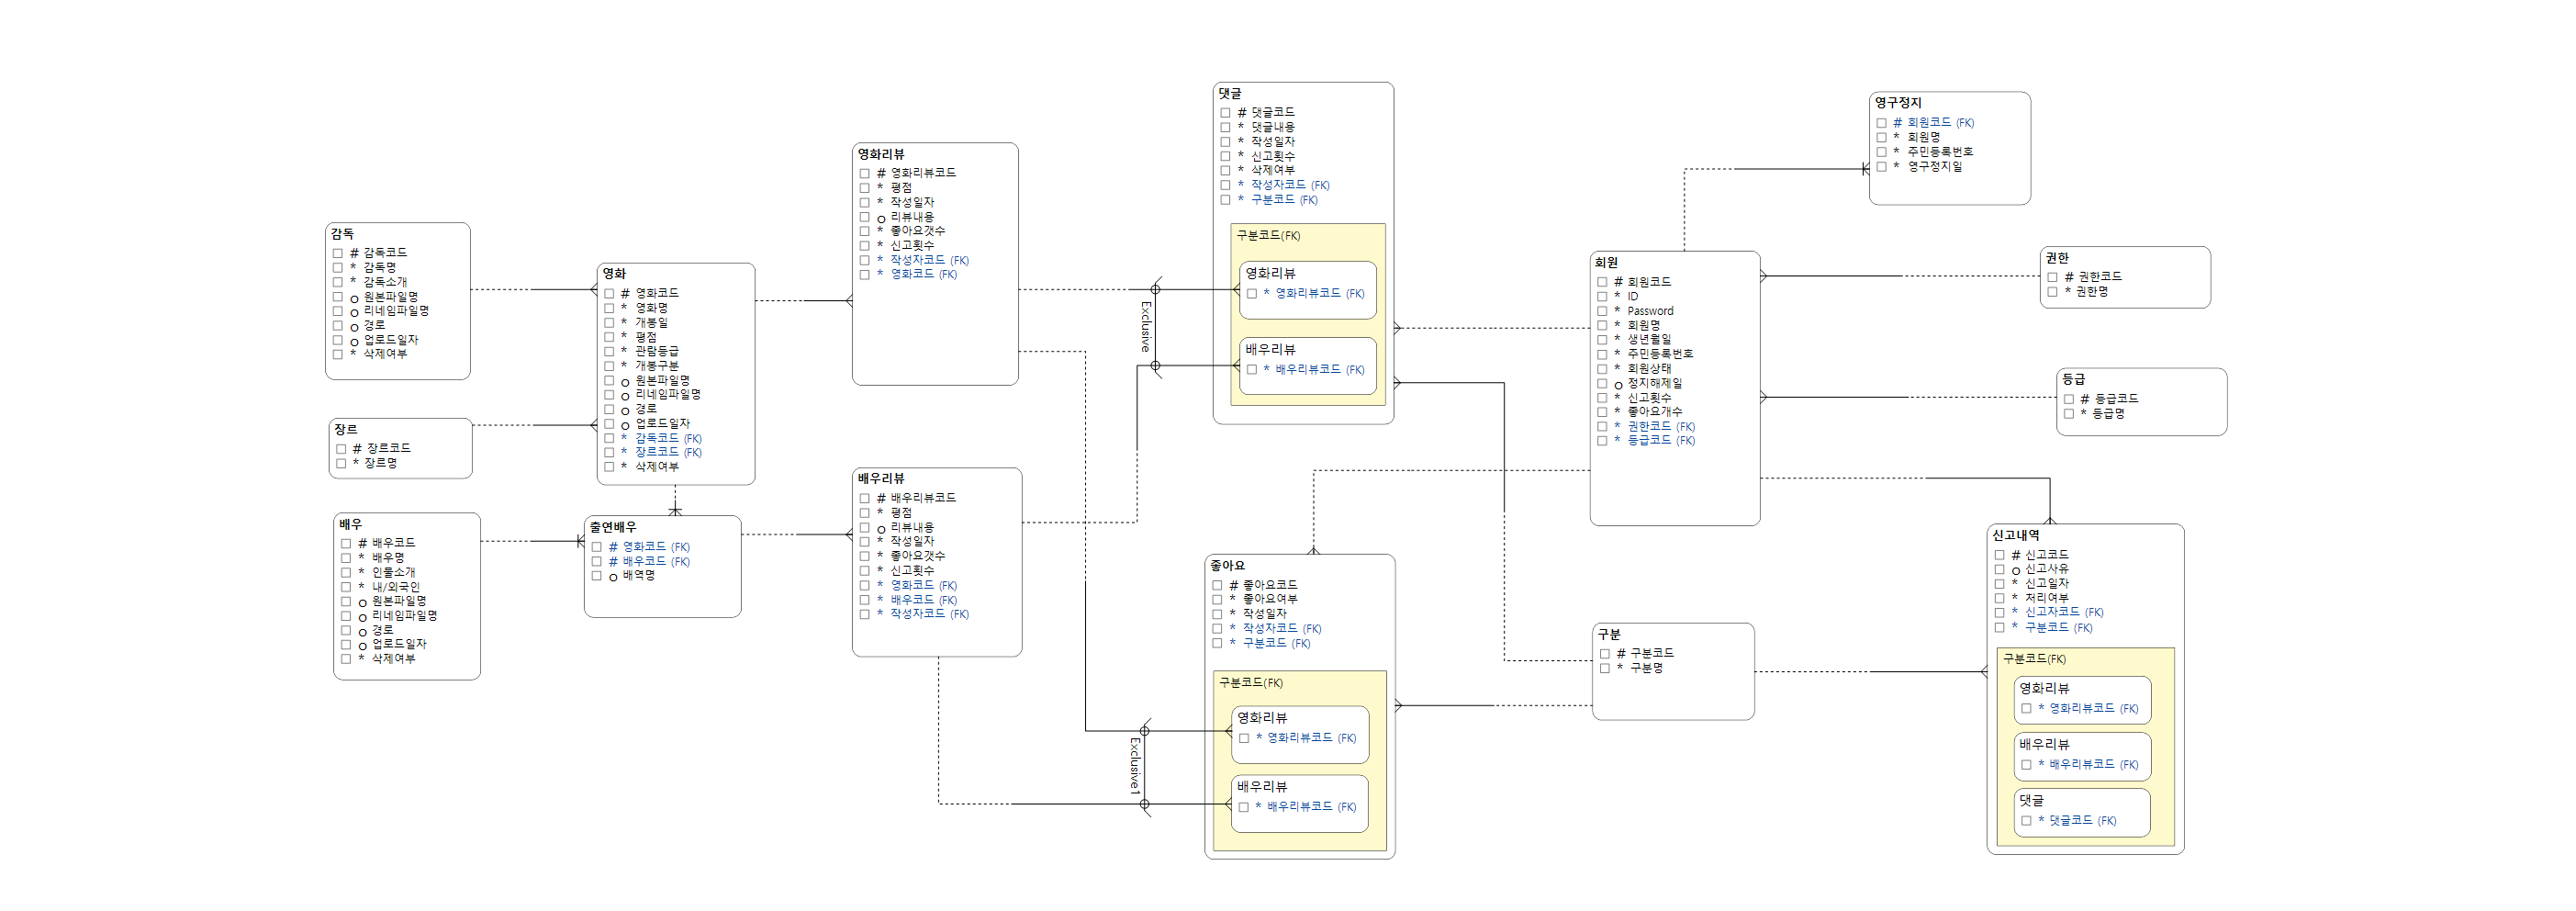 감독
# 감독코드
* 감독명
* 감독소개
o 원본파일명
o 리네임파일명
o 경로
o 업로드일자
* 삭제여부
장르
# 장르코드
* 장르명
배우
# 배우코드
* 배우명
* 인물소개
* 내/외국인
o 원본파일명
o 리네임파일명
o 경로
o 업로드일자
* 삭제여부
영화
# 영화코드
* 영화명
* 개봉일
* 평점
* 관람등급
* 개봉구분
o 원본파일명
o 리네임파일명
o 경로
o 업로드일자
* 감독코드 (FK)
* 장르코드 (FK)
* 삭제여부
출연배우
# 영화코드 (FK)
# 배우코드 (FK)
o 배역명
영화리뷰
# 영화리뷰코드
* 평점
* 작성일자
o 리뷰내용
* 좋아요갯수
* 신고횟수
* 작성자코드 (FK)
* 영화코드 (FK)
배우리뷰
# 배우리뷰코드
* 평점
o 리뷰내용
* 작성일자
* 좋아요갯수
* 신고횟수
* 영화코드 (FK)
* 배우코드 (FK)
* 작성자코드 (FK)
Exclusive
Exclusive1
댓글
# 댓글코드
* 댓글내용
* 작성일자
* 신고횟수
* 삭제여부
* 작성자코드 (FK)
* 구분코드 (FK)
구분코드(FK)
영화리뷰
* 영화리뷰코드 (FK)
배우리뷰
* 배우리뷰코드 (FK)
좋아요
# 좋아요코드
* 좋아요여부
* 작성일자
* 작성자코드 (FK)
* 구분코드 (FK)
구분코드(FK)
영화리뷰
* 영화리뷰코드 (FK)
배우리뷰
* 배우리뷰코드 (FK)
회원
# 회원코드
* ID
* Password
* 회원명
* 생년월일
* 주민등록번호
* 회원상태
o 정지해제일
* 신고횟수
* 좋아요개수
* 권한코드 (FK)
* 등급코드 (FK)
구분
# 구분코드
* 구분명
영구정지
# 회원코드 (FK)
* 회원명
* 주민등록번호
* 영구정지일
권한
# 권한코드
* 권한명
등급
# 등급코드
* 등급명
신고내역
# 신고코드
o 신고사유
* 신고일자
* 처리여부
* 신고자코드 (FK)
* 구분코드 (FK)
구분코드(FK)
영화리뷰
* 영화리뷰코드 (FK)
배우리뷰
* 배우리뷰코드 (FK)
댓글
* 댓글코드 (FK)